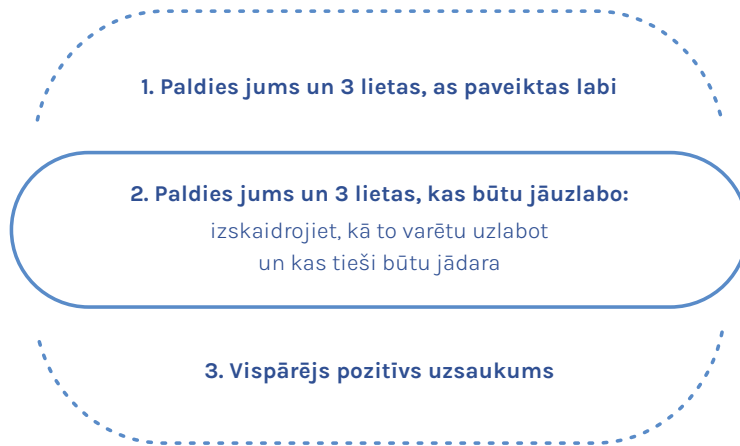 1. Paldies jums un 3 lietas, as paveiktas labi
2. Paldies jums un 3 lietas, kas būtu jāuzlabo:
izskaidrojiet, kā to varētu uzlabot
un kas tieši būtu jādara
3. Vispārējs pozitīvs uzsaukums